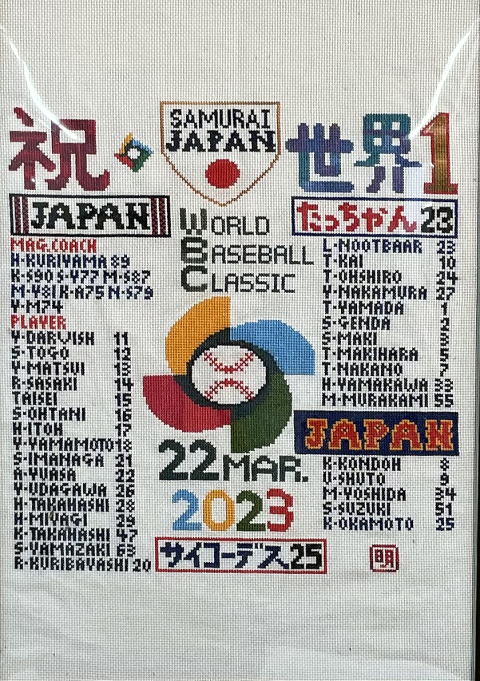 祝
SAMURAI
JAPAN
世界1
JAPAN
たっちゃん23
WORLD
BASEBALL
CLASSIC
MAG.COACH
H-KURIYAMA 89
K-S90 S-Y77 M-S87
M-Y81 K-A75 N-S79
Y-M74
PLAYER
Y-DARVISH 11
S-TOGO 12
Y-MATSUI 13
R-SASAKI 14
TAISEI 15
S-OHTANI 16
H-ITOH 17
Y-YAMAMOTO 18
S-IMANAGA 21
A-YUASA 22
Y-UDAGAWA 26
H-TAKAHASHI 28
H-MIYAGI 29
K-TAKAHASHI 47
S-YAMAZAKI 63
R-KURIBAYASHI 20
L-NOOTBAAR 23
T-KAI 10
T-OHSHIRO 24
Y-NAKAMURA 27
T-YAMADA 1
S-GENDA 2
S-MAKI 3
T-MAKIHARA 5
T-NAKANO 7
H-YAMAKAWA 33
M-MURAKAMI 55
JAPAN
K-KONDOH 8
U-SHUTO 9
M-YOSHIDA 34
S-SUZUKI 51
K-OKAMOTO 25
22 MAR.
2023
サイコーデス25
明